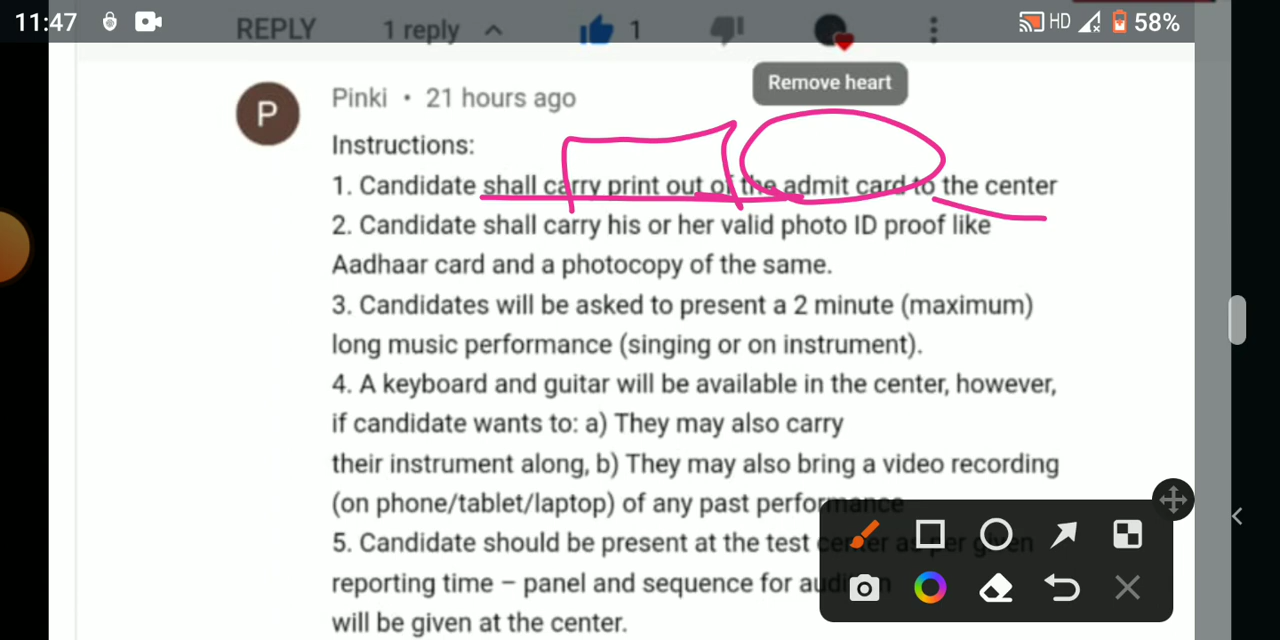 11:47
HD
58%
REPLY 1 reply 1
Remove heart
P
Pinki • 21 hours ago
Instructions:
1. Candidate shall carry print out of the admit card to the center
2. Candidate shall carry his or her valid photo ID proof like
Aadhaar card and a photocopy of the same.
3. Candidates will be asked to present a 2 minute (maximum)
long music performance (singing or on instrument).
4. A keyboard and guitar will be available in the center, however,
if candidate wants to: a) They may also carry
their instrument along, b) They may also bring a video recording
(on phone/tablet/laptop) of any past performance
5. Candidate should be present at the test center as per given
reporting time – panel and sequence for audition
will be given at the center.